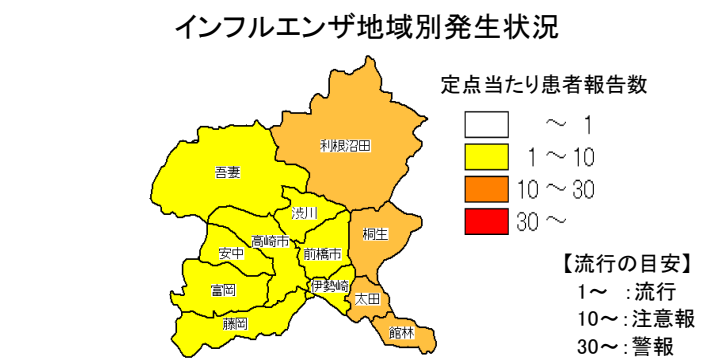 インフルエンザ地域別発生状況
定点当たり患者報告数
～ 1
1 ～ 10
10 ～ 30
30 ～
利根沼田
吾妻
渋川
桐生
高崎市
安中
前橋市
富岡
伊勢崎
太田
藤岡
館林
【流行の目安】
1～ ：流行
10～：注意報
30～：警報